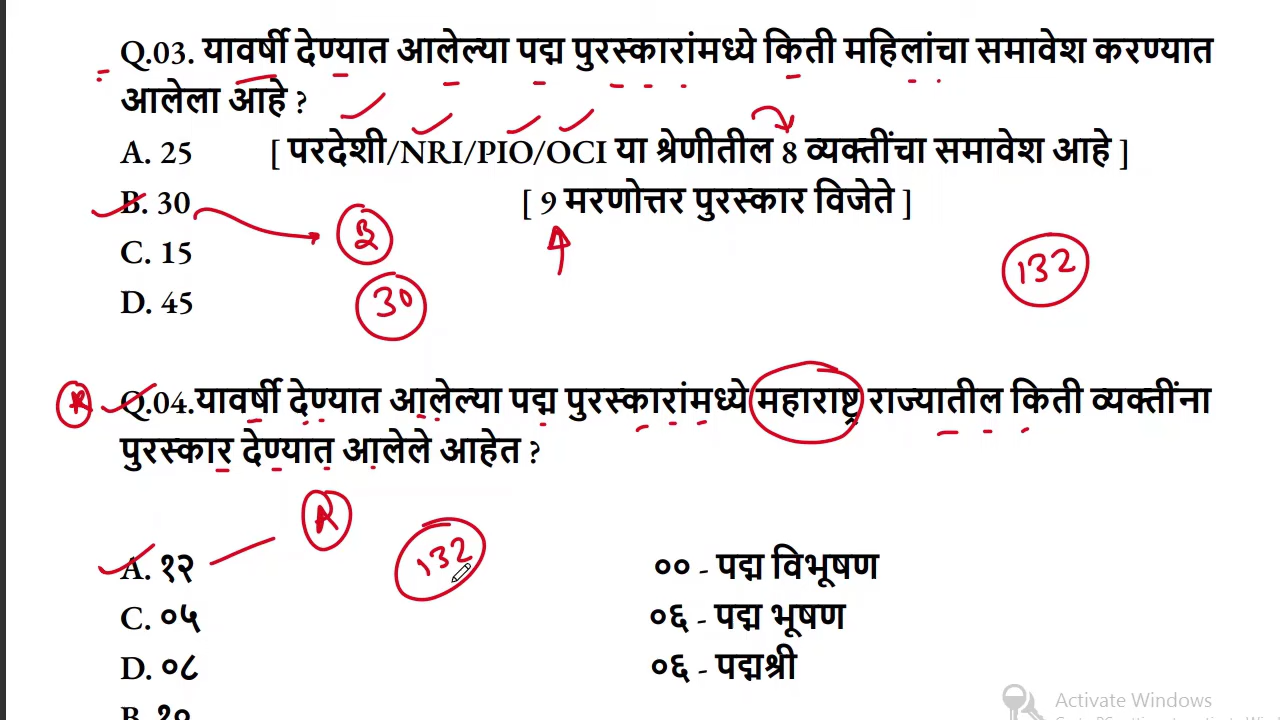 Q.03. यावर्षी देण्यात आलेल्या पद्म पुरस्कारांमध्ये किती महिलांचा समावेश करण्यात
आलेला आहे ?
A. 25 [ परदेशी/NRI/PIO/OCI या श्रेणीतील 8 व्यक्तींचा समावेश आहे ]
B. 30 [ 9 मरणोत्तर पुरस्कार विजेते ]
C. 15
D. 45
30
132
Q.04.यावर्षी देण्यात आलेल्या पद्म पुरस्कारांमध्ये महाराष्ट्र राज्यातील किती व्यक्तींना
पुरस्कार देण्यात आलेले आहेत ?
132
A. १२ ०० - पद्म विभूषण
C. ०५ ०६ - पद्म भूषण
D. ०८ ०६ - पद्मश्री
B. १०
Activate Windows